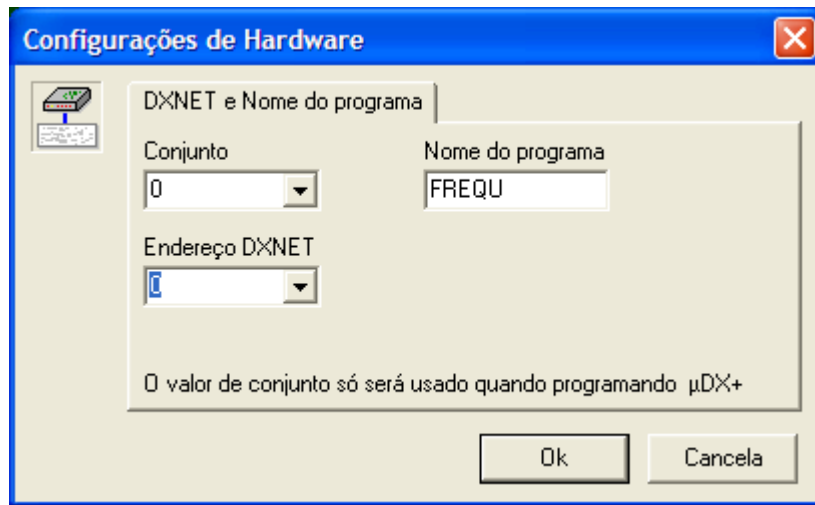 Configurações de Hardware
DXNET e Nome do programa
Conjunto
Nome do programa
0
FREQU
Endereço DXNET
0
O valor de conjunto só será usado quando programando µDX+
Ok
Cancela